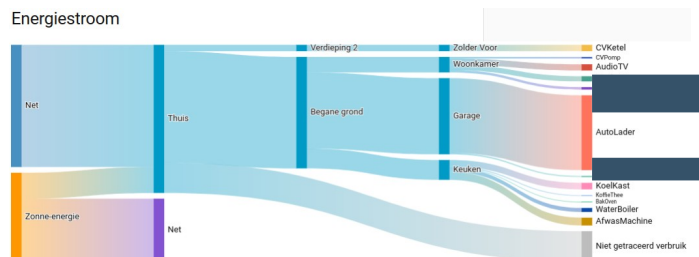 Energiestroom
Verdieping 2
Zolder Voor
CVKetel
CVPomp
Woonkamer
AudioTV
Net
Thuis
Begane grond
Garage
AutoLader
Keuken
KoelKast
KoffieThee
BakOven
WaterBoiler
AfwasMachine
Zonne-energie
Net
Niet getraceerd verbruik